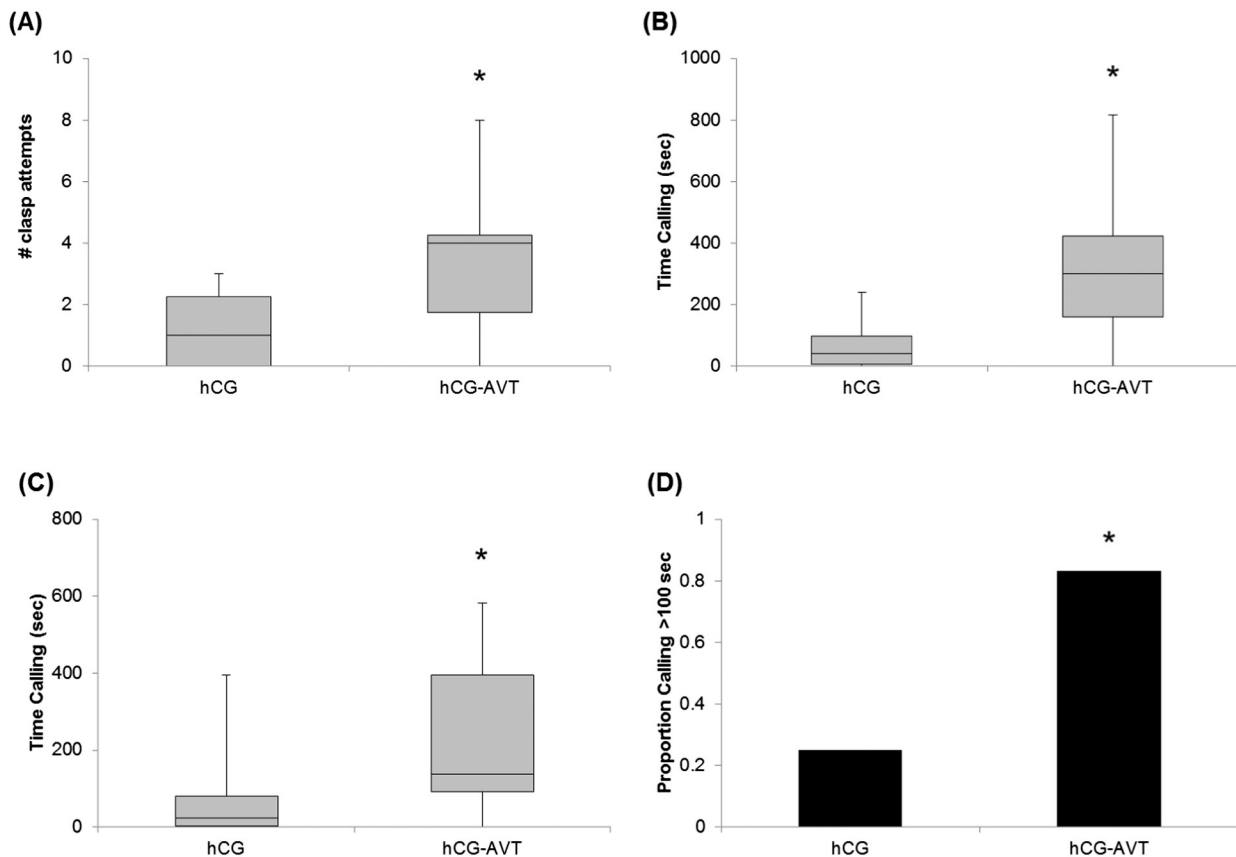 (A)
# clasp attempts
10
8
6
4
2
0
*
hCG
hCG-AVT
(B)
Time Calling (sec)
1000
800
600
400
200
0
*
hCG
hCG-AVT
(C)
Time Calling (sec)
800
600
400
200
0
*
hCG
hCG-AVT
(D)
Proportion Calling >100 sec
1
0.8
0.6
0.4
0.2
0
*
hCG
hCG-AVT